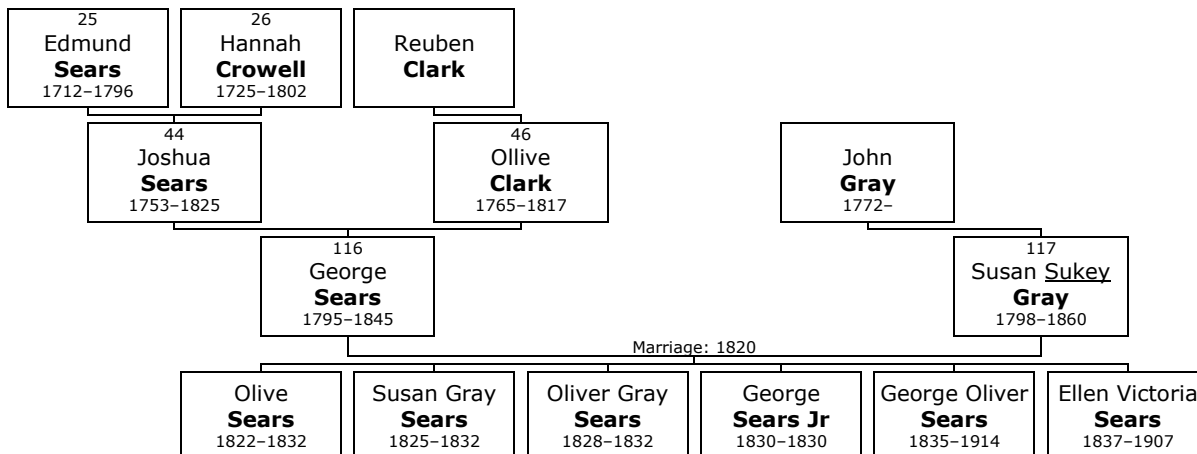 25
Edmund
Sears
1712–1796
26
Hannah
Crowell
1725–1802
Reuben
Clark
44
Joshua
Sears
1753–1825
46
Ollive
Clark
1765–1817
John
Gray
1772–
116
George
Sears
1795–1845
117
Susan Sukey
Gray
1798–1860
Marriage: 1820
Olive
Sears
1822–1832
Susan Gray
Sears
1825–1832
Oliver Gray
Sears
1828–1832
George
Sears Jr
1830–1830
George Oliver
Sears
1835–1914
Ellen Victoria
Sears
1837–1907